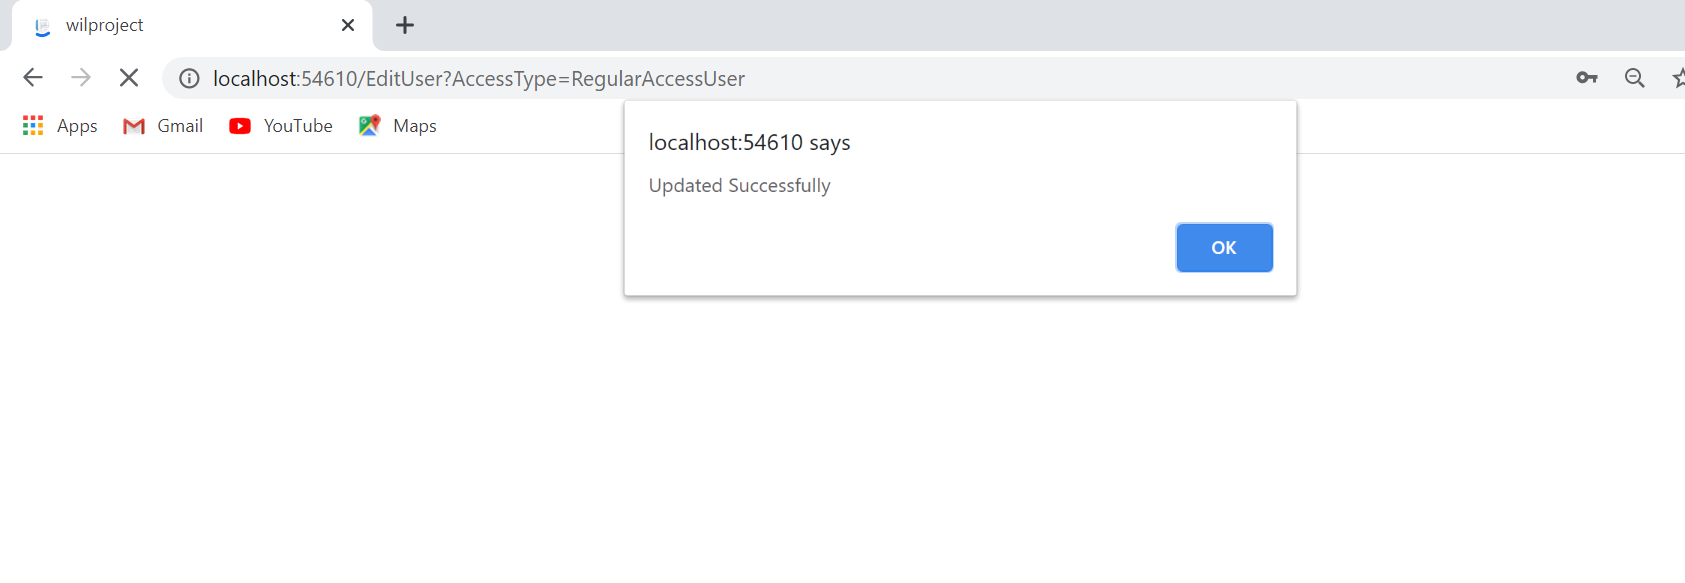 wilproject
localhost:54610/EditUser?AccessType=RegularAccessUser
Apps Gmail YouTube Maps
localhost:54610 says
Updated Successfully
OK